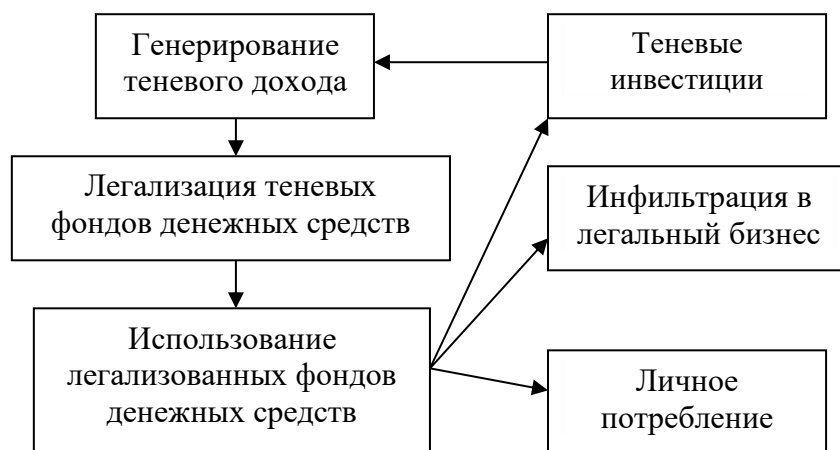 Генерирование
теневого дохода
Теневые
инвестиции
Легализация теневых
фондов денежных средств
Инфильтрация в
легальный бизнес
Использование
легализованных фондов
денежных средств
Личное
потребление